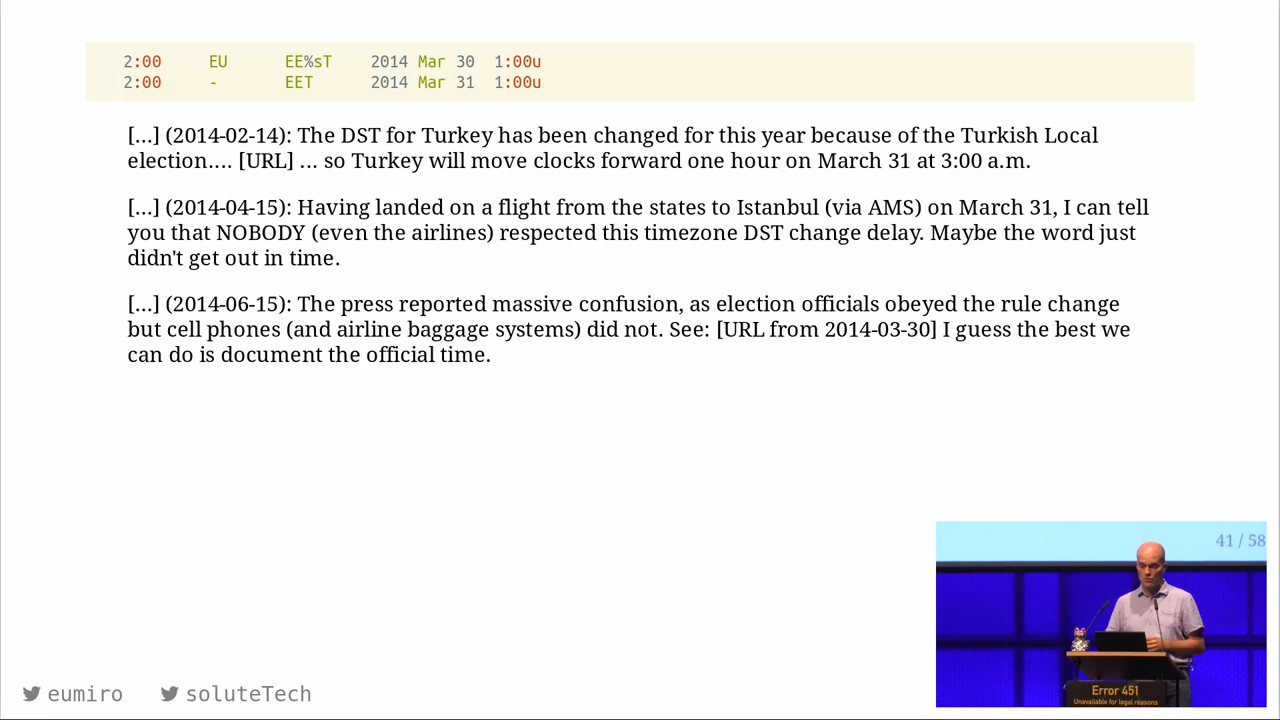 2:00 EU EE%sT 2014 Mar 30 1:00u
2:00 - EET 2014 Mar 31 1:00u
[...] (2014-02-14): The DST for Turkey has been changed for this year because of the Turkish Local
election.... [URL] ... so Turkey will move clocks forward one hour on March 31 at 3:00 a.m.
[...] (2014-04-15): Having landed on a flight from the states to Istanbul (via AMS) on March 31, I can tell
you that NOBODY (even the airlines) respected this timezone DST change delay. Maybe the word just
didn't get out in time.
[...] (2014-06-15): The press reported massive confusion, as election officials obeyed the rule change
but cell phones (and airline baggage systems) did not. See: [URL from 2014-03-30] I guess the best we
can do is document the official time.
41 / 58
Error 451
Unavailable for legal reasons
eumiro soluteTech